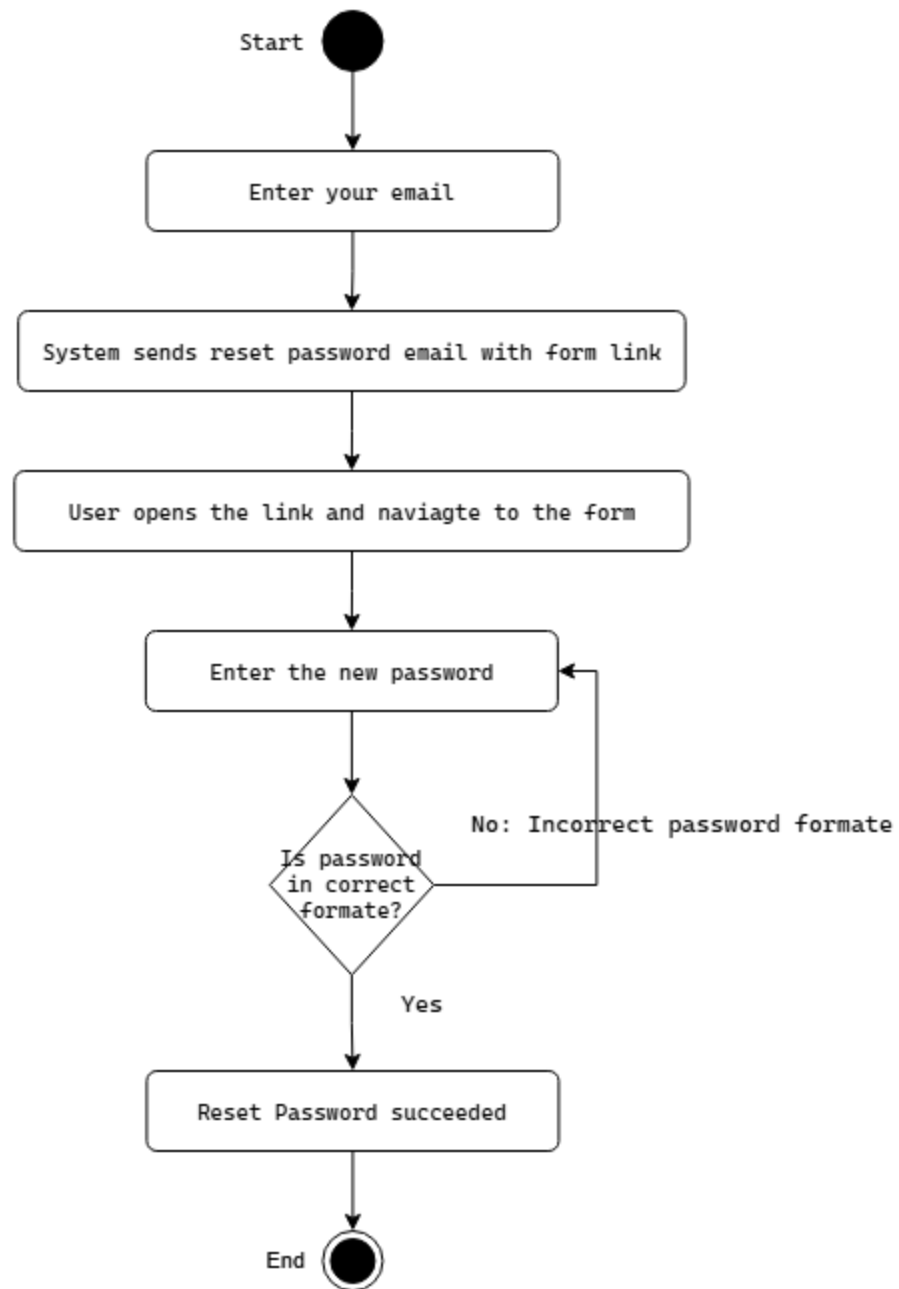 Start
Enter your email
System sends reset password email with form link
User opens the link and naviagte to the form
Enter the new password
No: Incorrect password formate
Is password
in correct
formate?
Yes
Reset Password succeeded
End